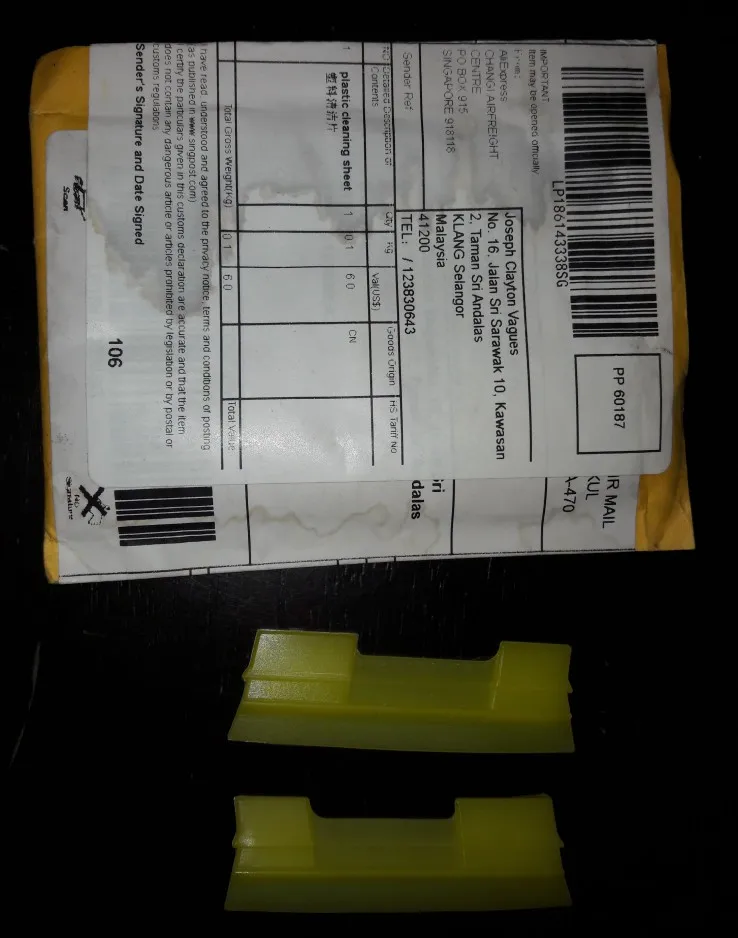 IMPORTANT
Item may be opened officially
From:
AliExpress
CHANGI AIRFREIGHT
CENTRE
PO BOX 915
SINGAPORE 918118
LP186143338SG
PP 60187
Joseph Clayton Vagues
No. 16, Jalan Sri Sarawak 10, Kawasan
2, Taman Sri Andalas
KLANG Selangor
Malaysia
41200
TEL: /123830643
Sender Ref
NO Detailed Description of Contents Qty Kg Val(US$) Goods Origin HS Tariff No
1 plastic cleaning sheet 1 0.1 6.0 CN
塑料清洁片
Total Gross Weight(Kg) 0.1 6.0 Total Value
I have read, understood and agreed to the privacy notice, terms and conditions of posting
as published in www.singpost.com)
I certify the particulars given in this customs declaration are accurate and that the item
does not contain any dangerous article or articles prohibited by legislation or by postal or
customs regulations
Sender's Signature and Date Signed
106
IR MAIL
KUL
A-470
Sri
dalas
Scan
No
Signature